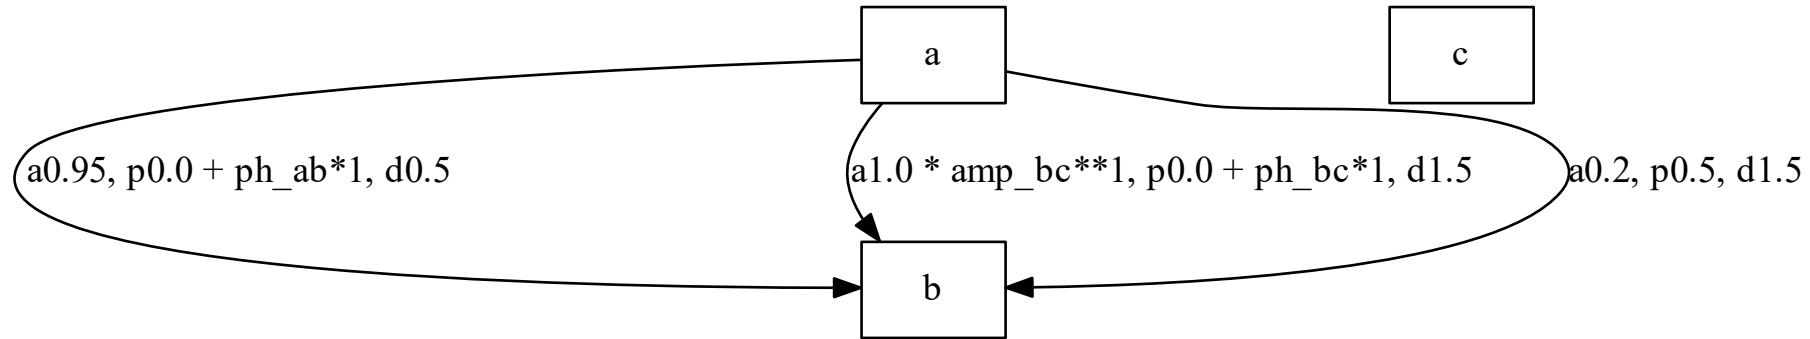 a
c
a0.95, p0.0 + ph_ab*1, d0.5
a1.0 * amp_bc**1, p0.0 + ph_bc*1, d1.5
a0.2, p0.5, d1.5
b